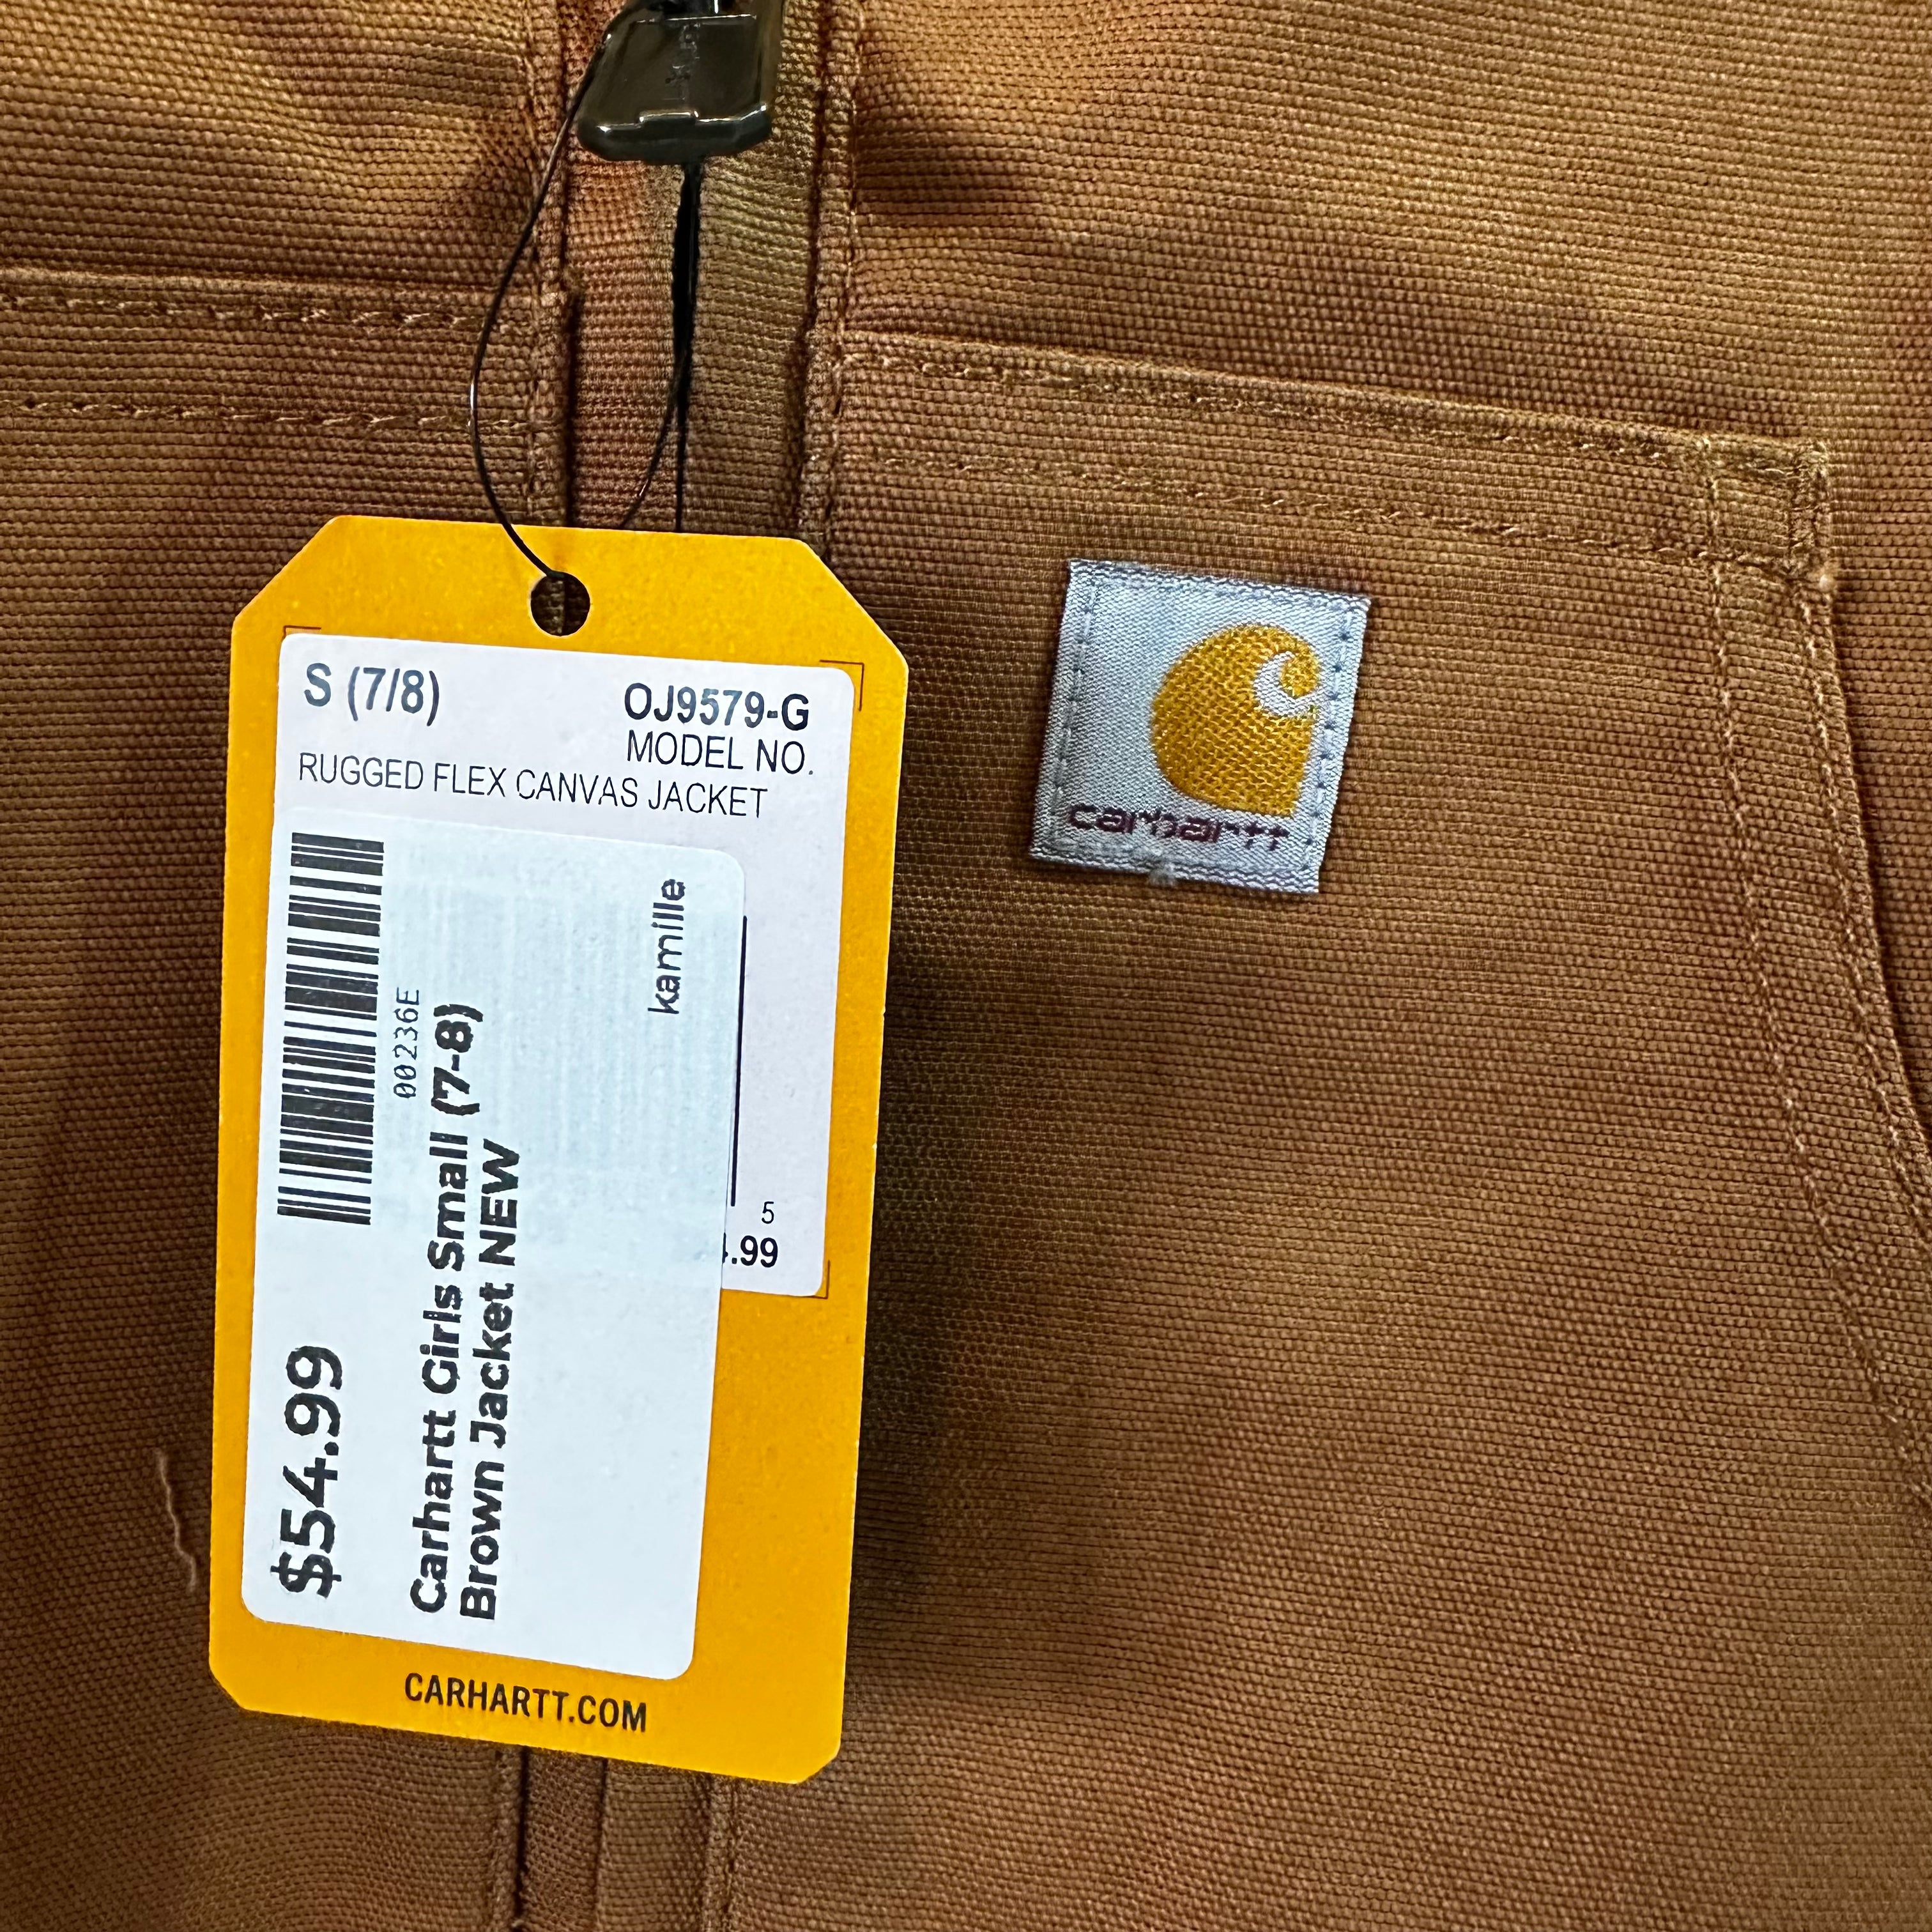 S (7/8)
OJ9579-G
MODEL NO.
RUGGED FLEX CANVAS JACKET
kamille
00236E
$54.99
Carhartt Girls Small (7-8)
Brown Jacket NEW
5
.99
CARHARTT.COM
carhartt